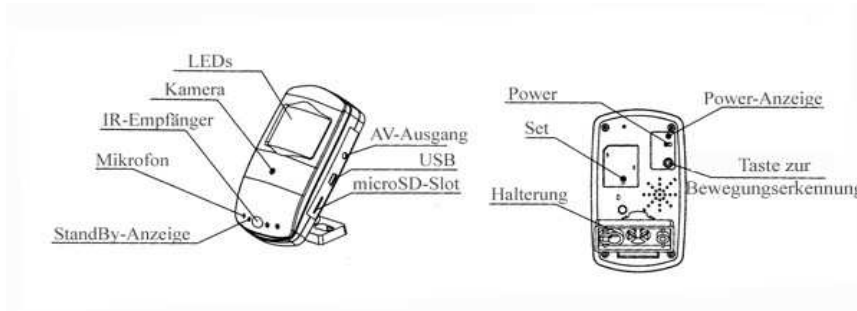 LEDs
Kamera
IR-Empfänger
Mikrofon
StandBy-Anzeige
AV-Ausgang
USB
microSD-Slot
Power
Power-Anzeige
Set
Taste zur
Bewegungserkennung
Halterung